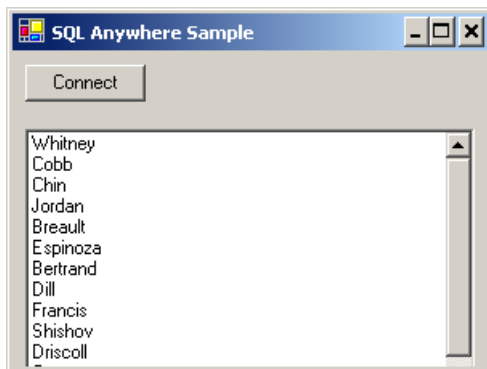 SQL Anywhere Sample
Connect
Whitney
Cobb
Chin
Jordan
Breault
Espinoza
Bertrand
Dill
Francis
Shishov
Driscoll